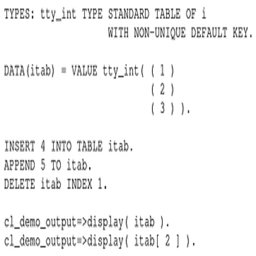 TYPES: tty_int TYPE STANDARD TABLE OF i
WITH NON-UNIQUE DEFAULT KEY.
DATA(itab) = VALUE tty_int( ( 1 )
( 2 )
( 3 ) ).
INSERT 4 INTO TABLE itab.
APPEND 5 TO itab.
DELETE itab INDEX 1.
cl_demo_output=>display( itab ).
cl_demo_output=>display( itab[ 2 ] ).